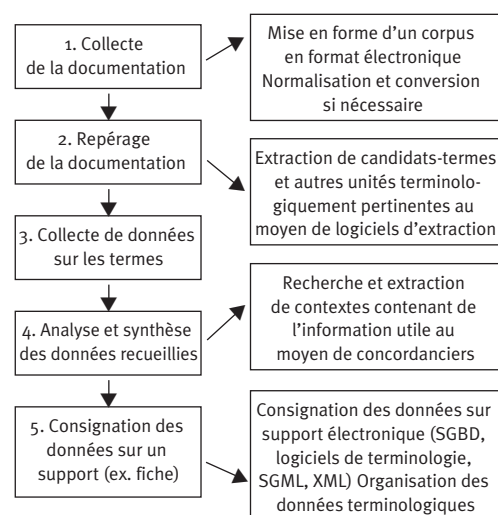 1. Collecte
de la documentation
Mise en forme d'un corpus
en format électronique
Normalisation et conversion
si nécessaire
2. Repérage
de la documentation
Extraction de candidats-termes
et autres unités terminolo-
giquement pertinentes au
moyen de logiciels d'extraction
3. Collecte de données
sur les termes
4. Analyse et synthèse
des données recueillies
Recherche et extraction
de contextes contenant de
l'information utile au
moyen de concordanciers
5. Consignation des
données sur un
support (ex. fiche)
Consignation des données sur
support électronique (SGBD,
logiciels de terminologie,
SGML, XML) Organisation des
données terminologiques